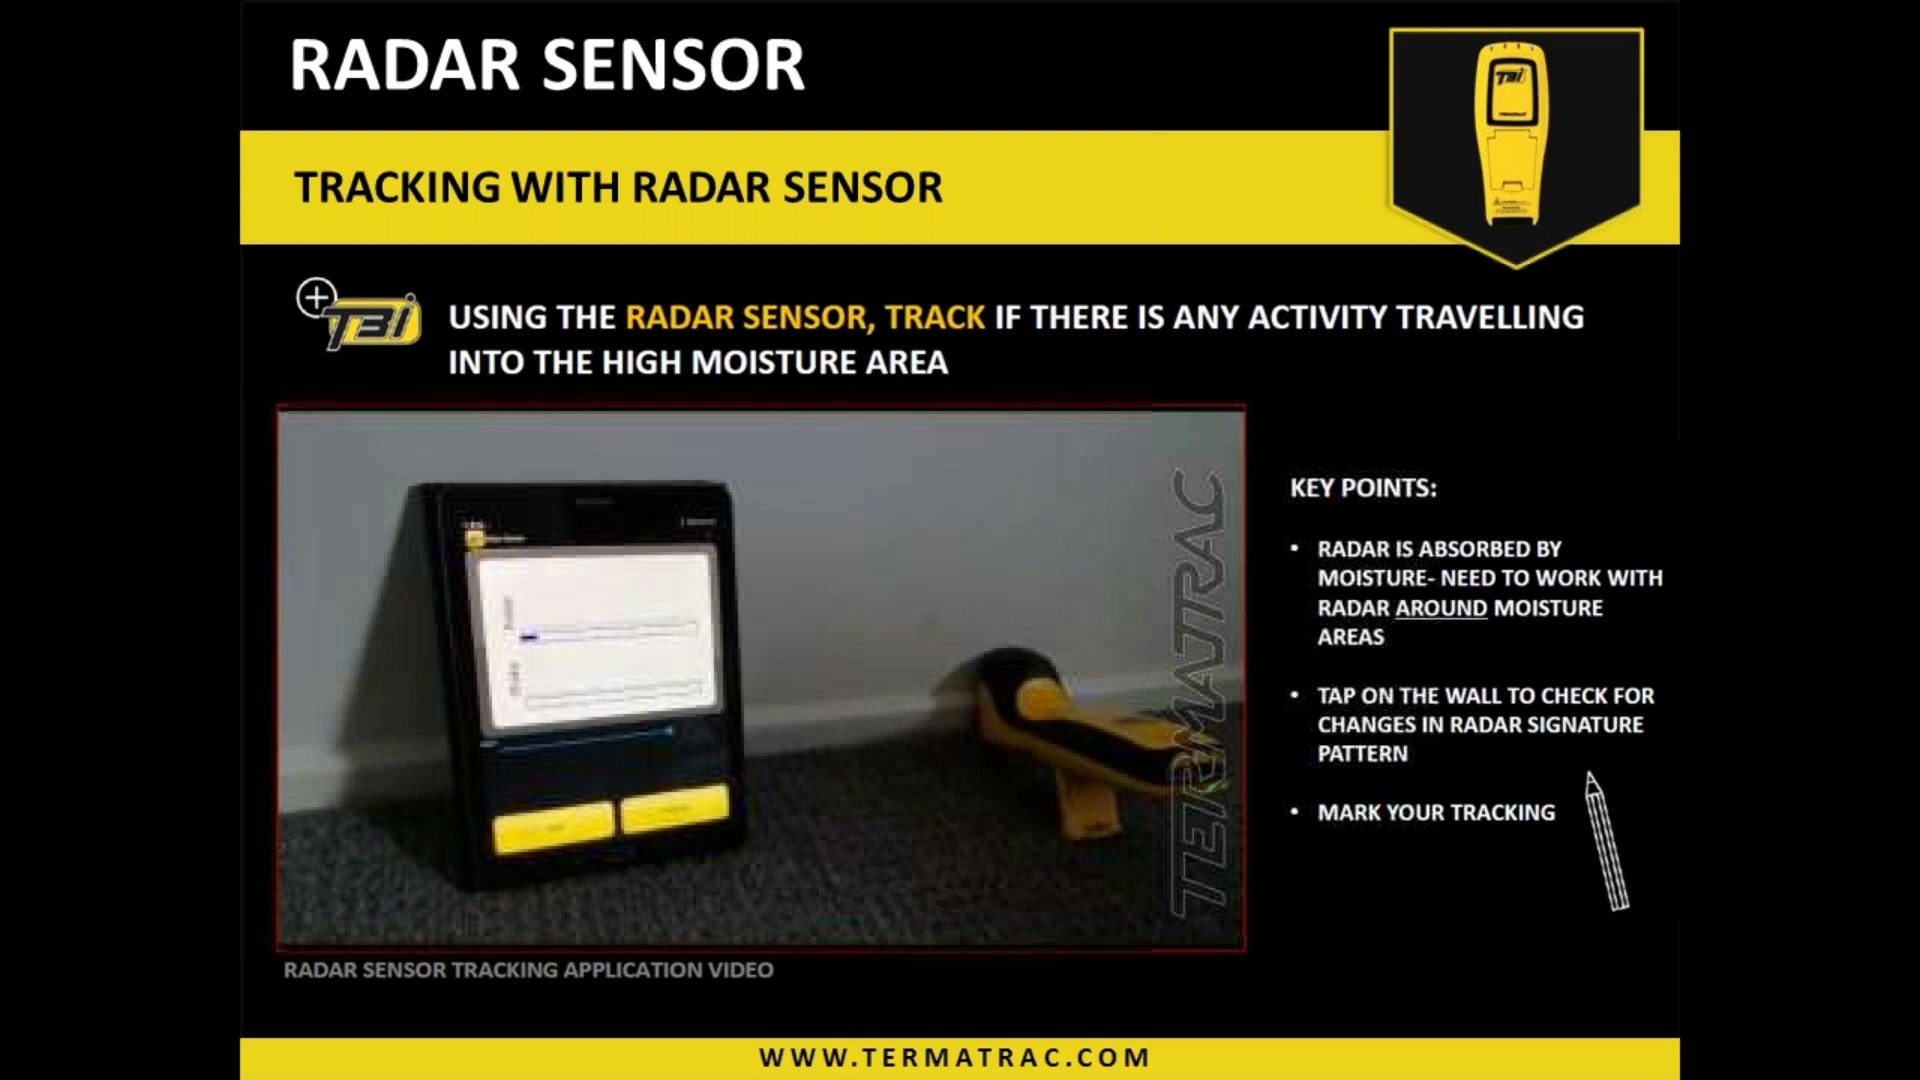 RADAR SENSOR
TRACKING WITH RADAR SENSOR
T3i
T3i
USING THE RADAR SENSOR, TRACK IF THERE IS ANY ACTIVITY TRAVELLING
INTO THE HIGH MOISTURE AREA
TERMATRAC
KEY POINTS:
• RADAR IS ABSORBED BY
MOISTURE- NEED TO WORK WITH
RADAR AROUND MOISTURE
AREAS
• TAP ON THE WALL TO CHECK FOR
CHANGES IN RADAR SIGNATURE
PATTERN
• MARK YOUR TRACKING
RADAR SENSOR TRACKING APPLICATION VIDEO
WWW.TERMATRAC.COM